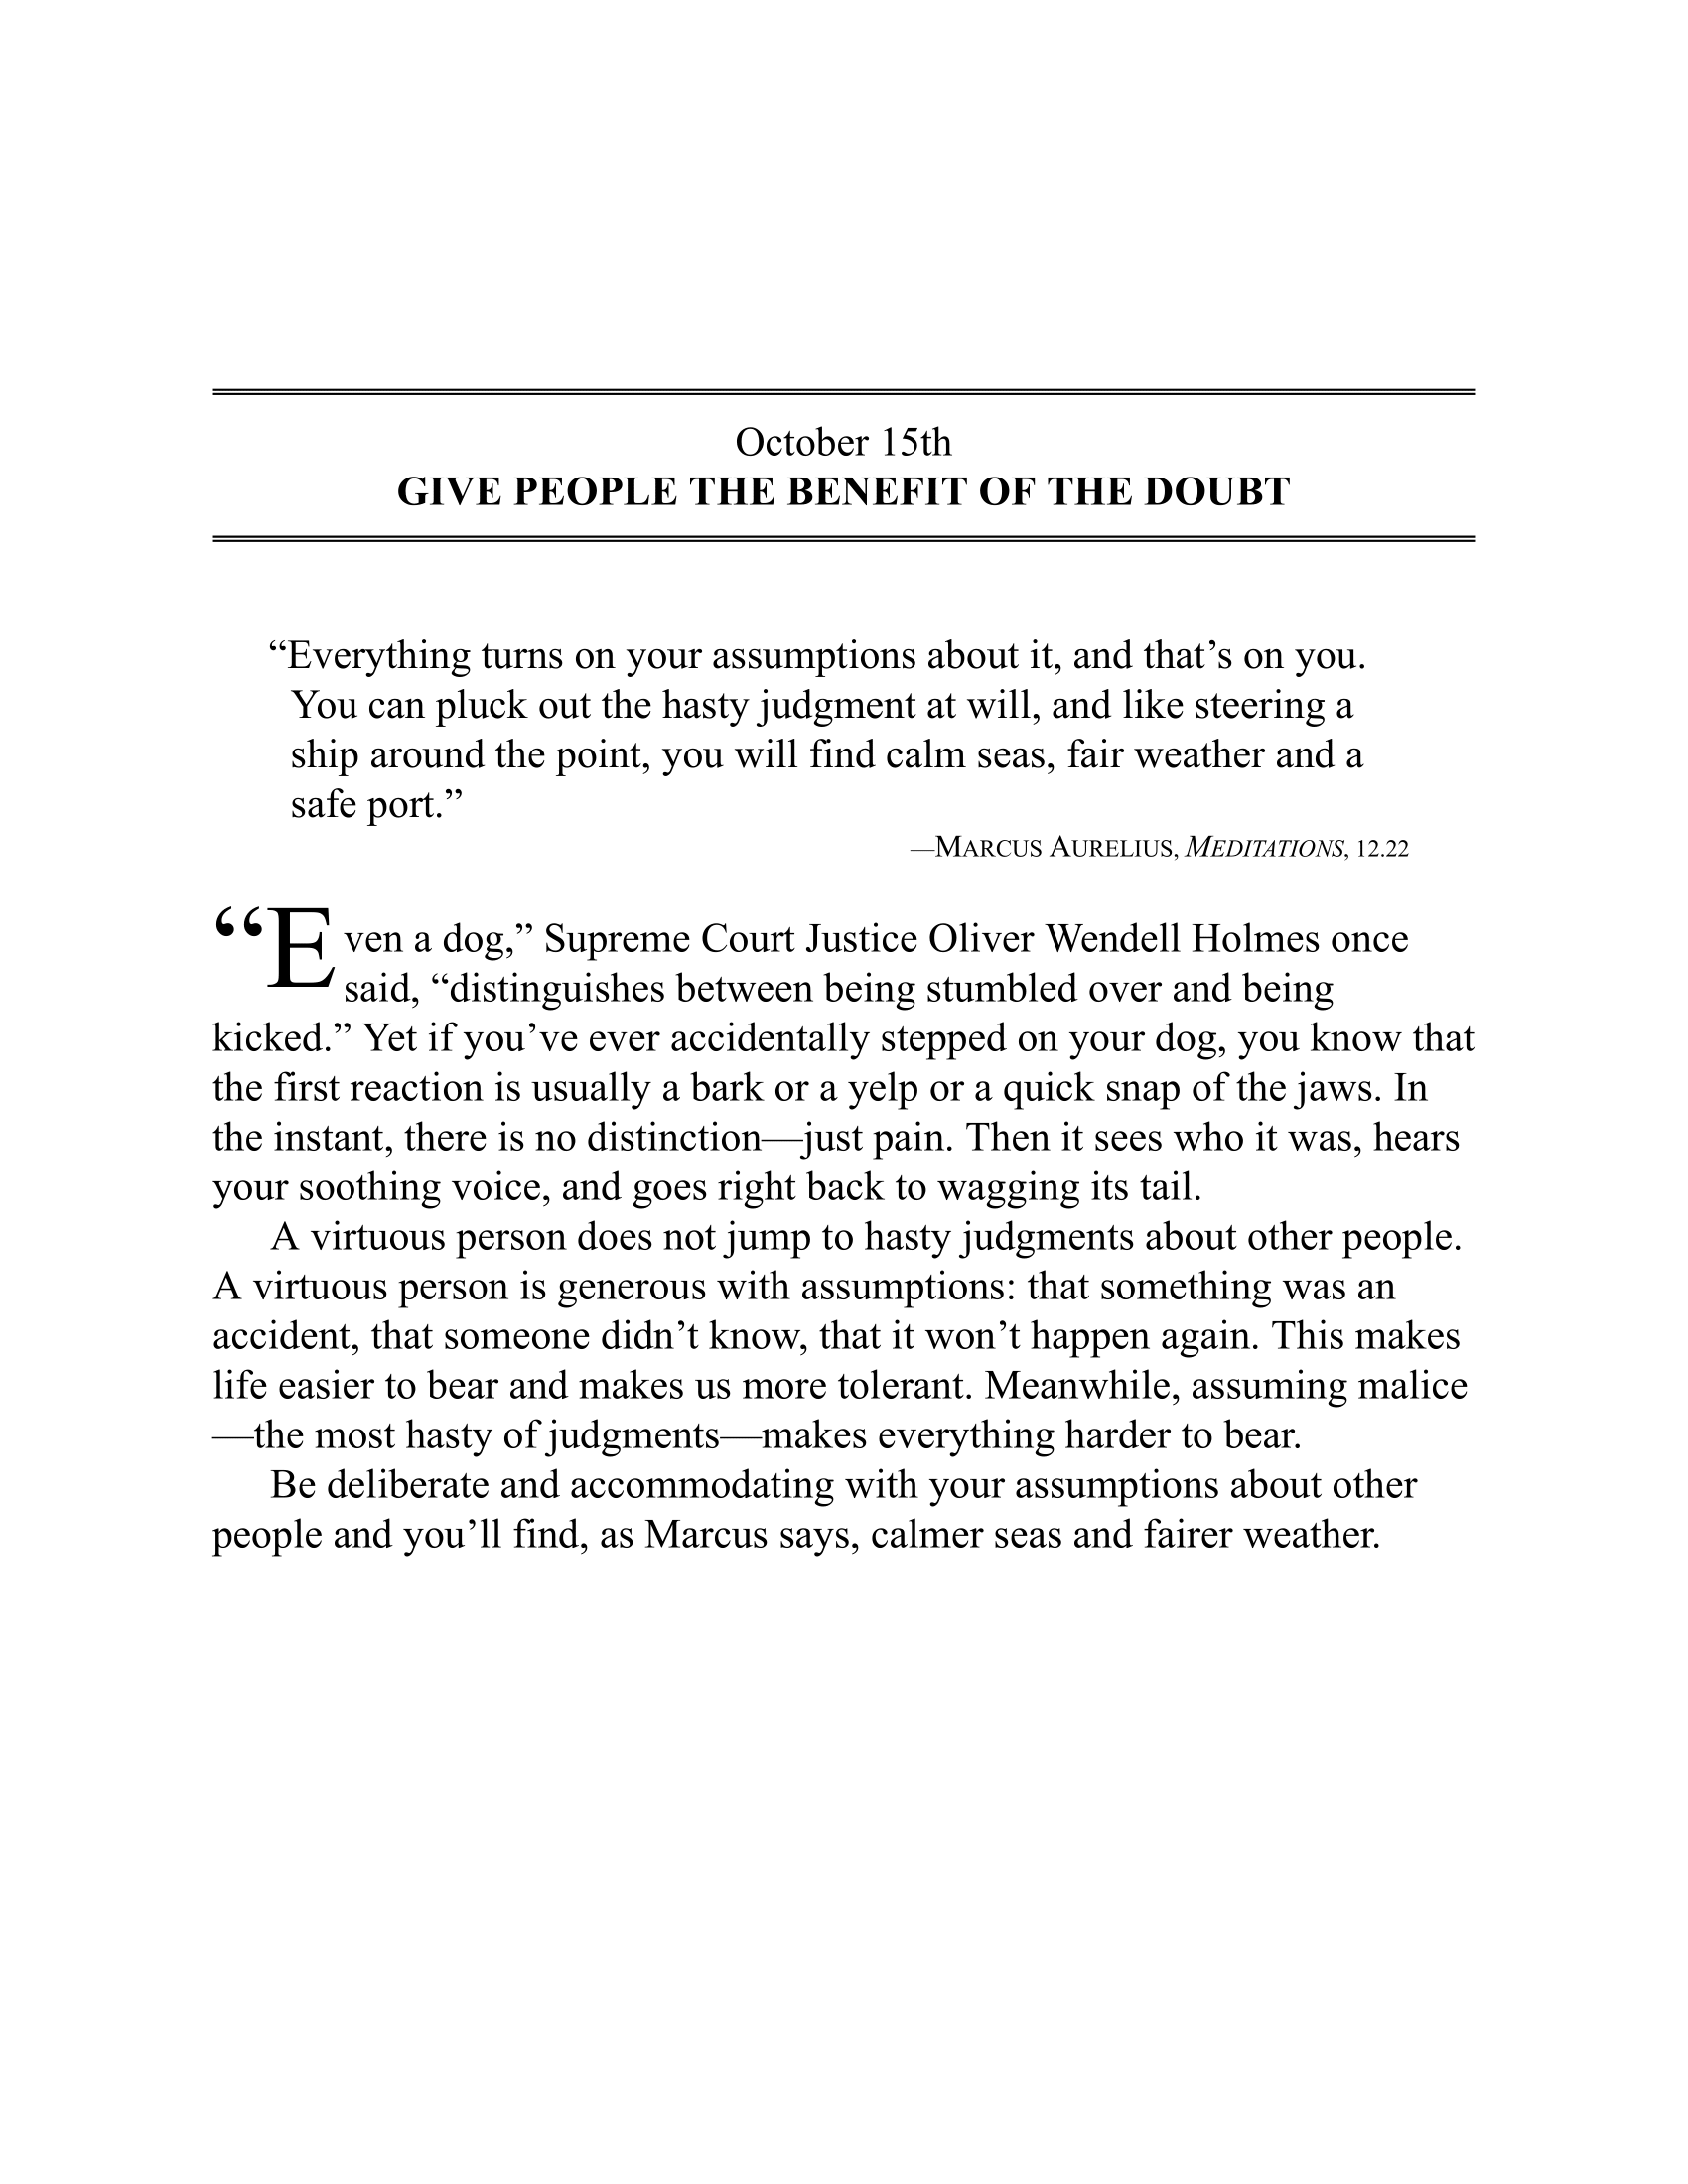 October 15th
GIVE PEOPLE THE BENEFIT OF THE DOUBT
“Everything turns on your assumptions about it, and that’s on you.
You can pluck out the hasty judgment at will, and like steering a
ship around the point, you will find calm seas, fair weather and a
safe port.”
—MARCUS AURELIUS, MEDITATIONS, 12.22
“Even a dog,” Supreme Court Justice Oliver Wendell Holmes once
said, “distinguishes between being stumbled over and being
kicked.” Yet if you’ve ever accidentally stepped on your dog, you know that
the first reaction is usually a bark or a yelp or a quick snap of the jaws. In
the instant, there is no distinction—just pain. Then it sees who it was, hears
your soothing voice, and goes right back to wagging its tail.
A virtuous person does not jump to hasty judgments about other people.
A virtuous person is generous with assumptions: that something was an
accident, that someone didn’t know, that it won’t happen again. This makes
life easier to bear and makes us more tolerant. Meanwhile, assuming malice
—the most hasty of judgments—makes everything harder to bear.
Be deliberate and accommodating with your assumptions about other
people and you’ll find, as Marcus says, calmer seas and fairer weather.